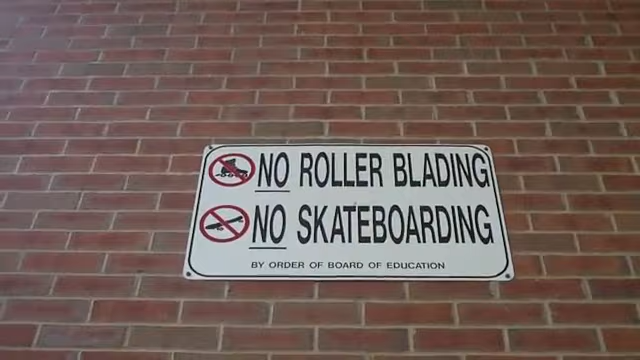 NO ROLLER BLADING
NO SKATEBOARDING
BY ORDER OF BOARD OF EDUCATION